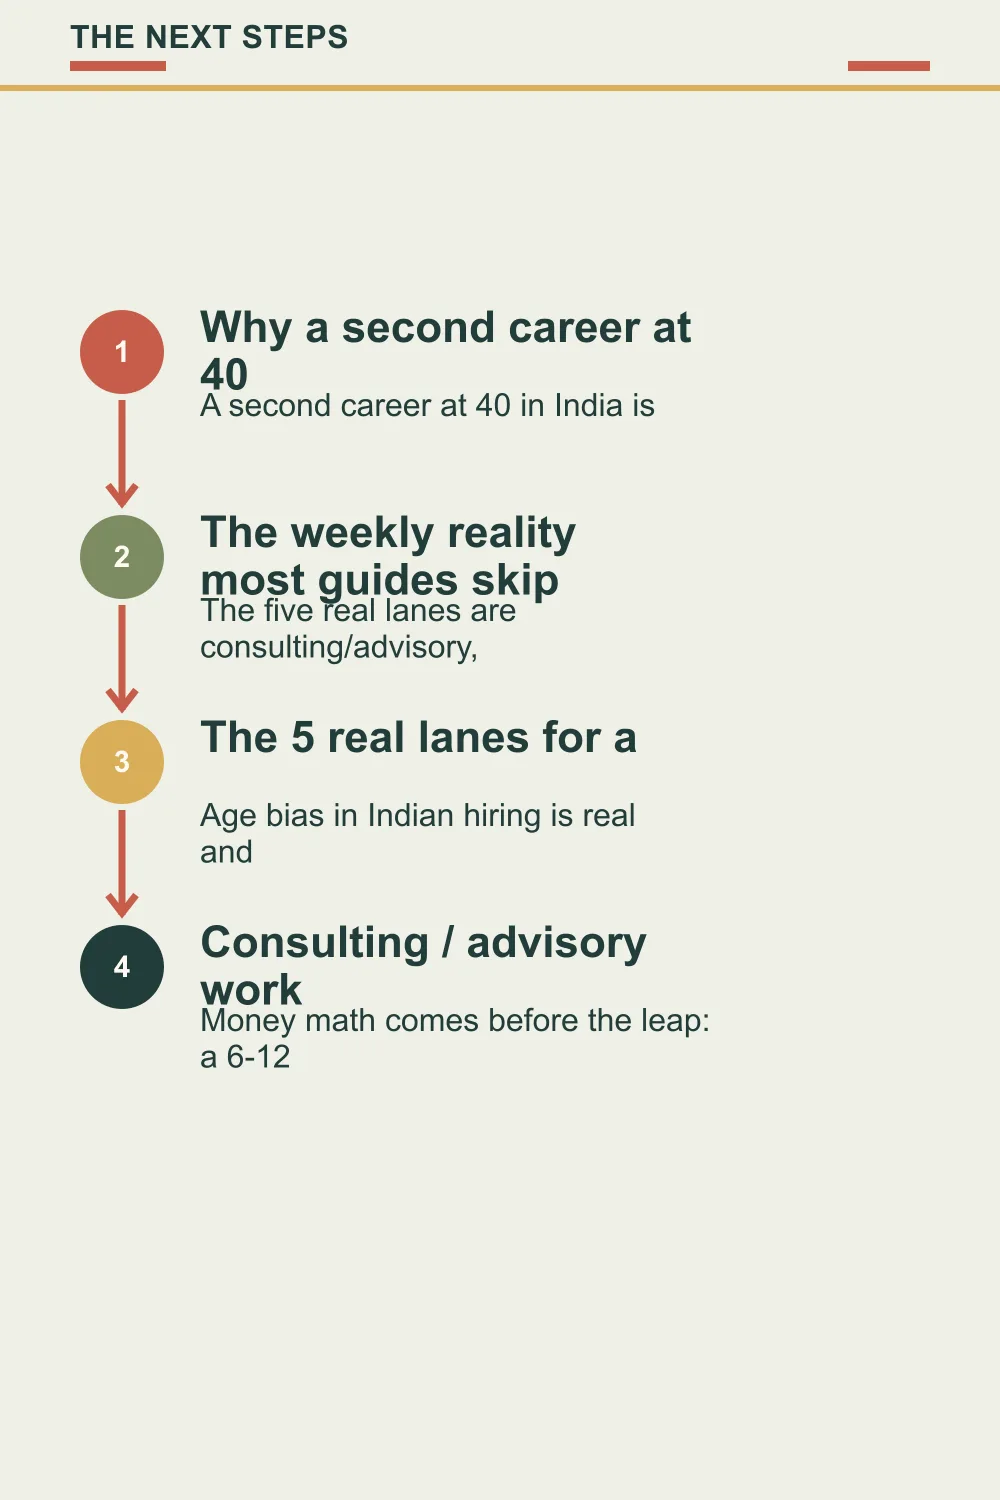 THE NEXT STEPS
1
Why a second career at
40
A second career at 40 in India is
2
The weekly reality
most guides skip
The five real lanes are
consulting/advisory,
3
The 5 real lanes for a
Age bias in Indian hiring is real
and
4
Consulting / advisory
work
Money math comes before the leap:
a 6-12